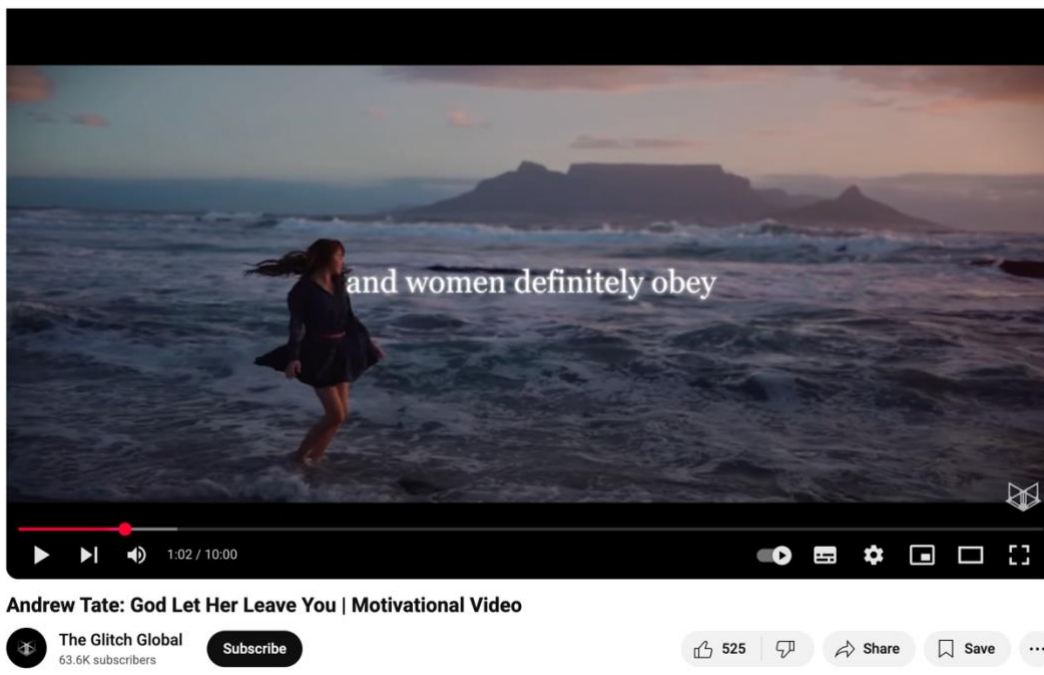 and women definitely obey
1:02 / 10:00
Andrew Tate: God Let Her Leave You | Motivational Video
The Glitch Global
63.6K subscribers
Subscribe
525
Share
Save